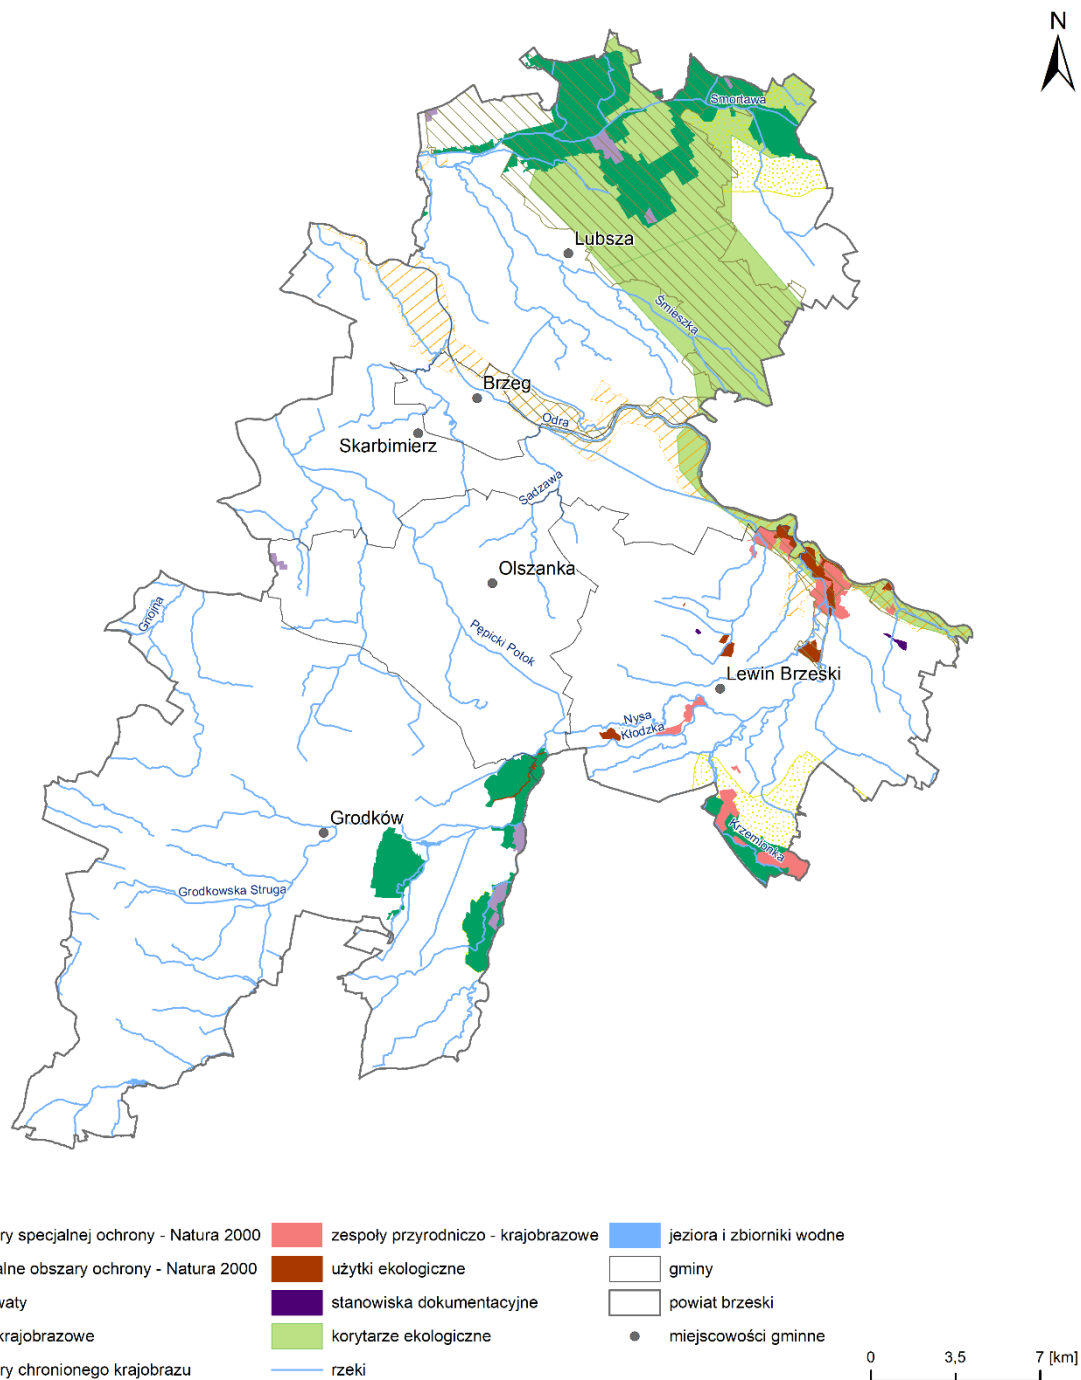 N
Smortawa
Lubsza
Śmieszka
Brzeg
Odra
Skarbimierz
Sadzawa
Olszanka
Gnojna
Pępicki Potok
Lewin Brzeski
Nysa
Kłodzka
Grodków
Krzemionka
Grodkowska Struga
ry specjalnej ochrony - Natura 2000
alne obszary ochrony - Natura 2000
waty
krajobrazowe
ry chronionego krajobrazu
zespoły przyrodniczo - krajobrazowe
użytki ekologiczne
stanowiska dokumentacyjne
korytarze ekologiczne
rzeki
jeziora i zbiorniki wodne
gminy
powiat brzeski
miejscowości gminne
0 3,5 7 [km]